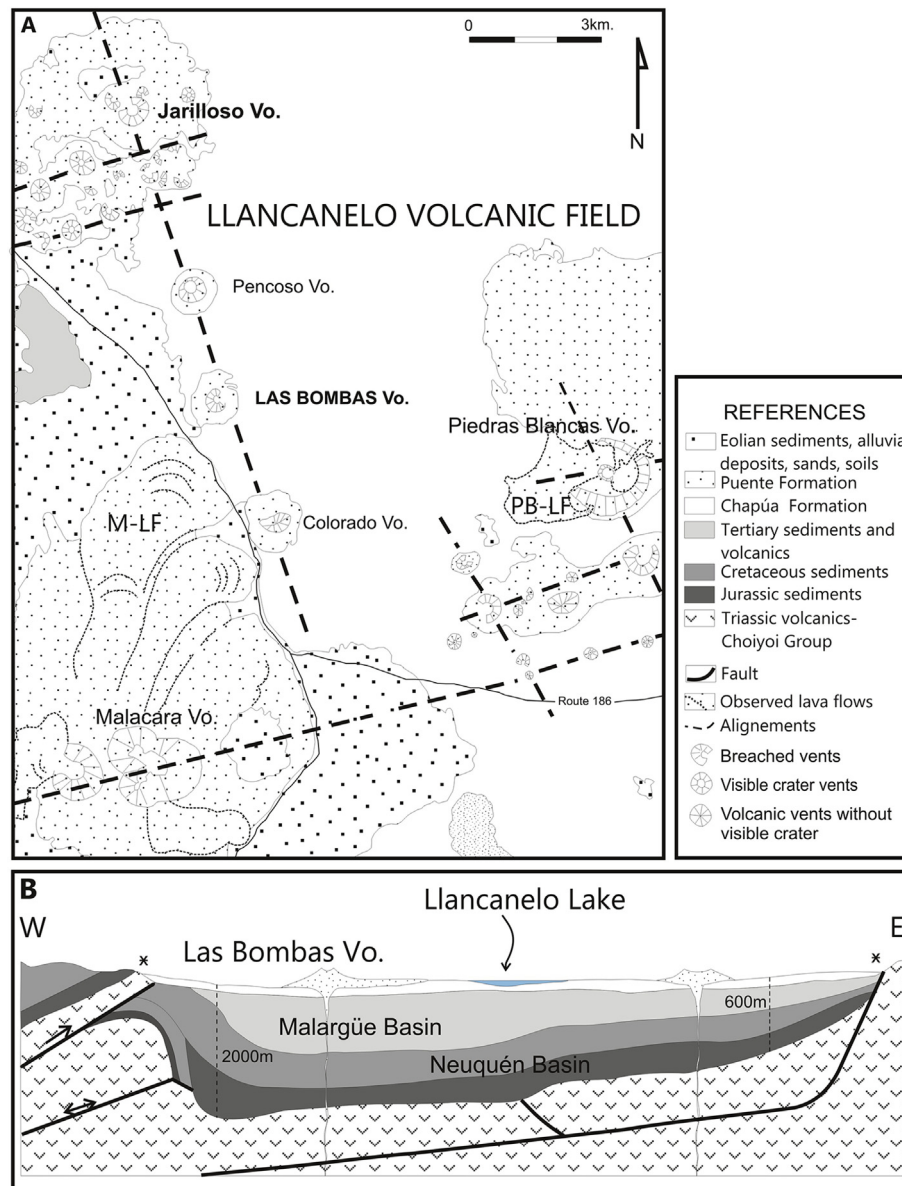 A
0 3km.
N
Jarilloso Vo.
LLANCANELO VOLCANIC FIELD
Pencoso Vo.
LAS BOMBAS Vo.
Piedras Blancas Vo.
PB-LF
M-LF
Colorado Vo.
Route 186
Malacara Vo.
REFERENCES
Eolian sediments, alluvia
deposits, sands, soils
Puente Formation
Chapúa Formation
Tertiary sediments and
volcanics
Cretaceous sediments
Jurassic sediments
Triassic volcanics-
Choiyoi Group
Fault
Observed lava flows
Alignements
Breached vents
Visible crater vents
Volcanic vents without
visible crater
B
W
Llancanelo Lake
E
Las Bombas Vo.
600m
Malargüe Basin
2000m
Neuquén Basin